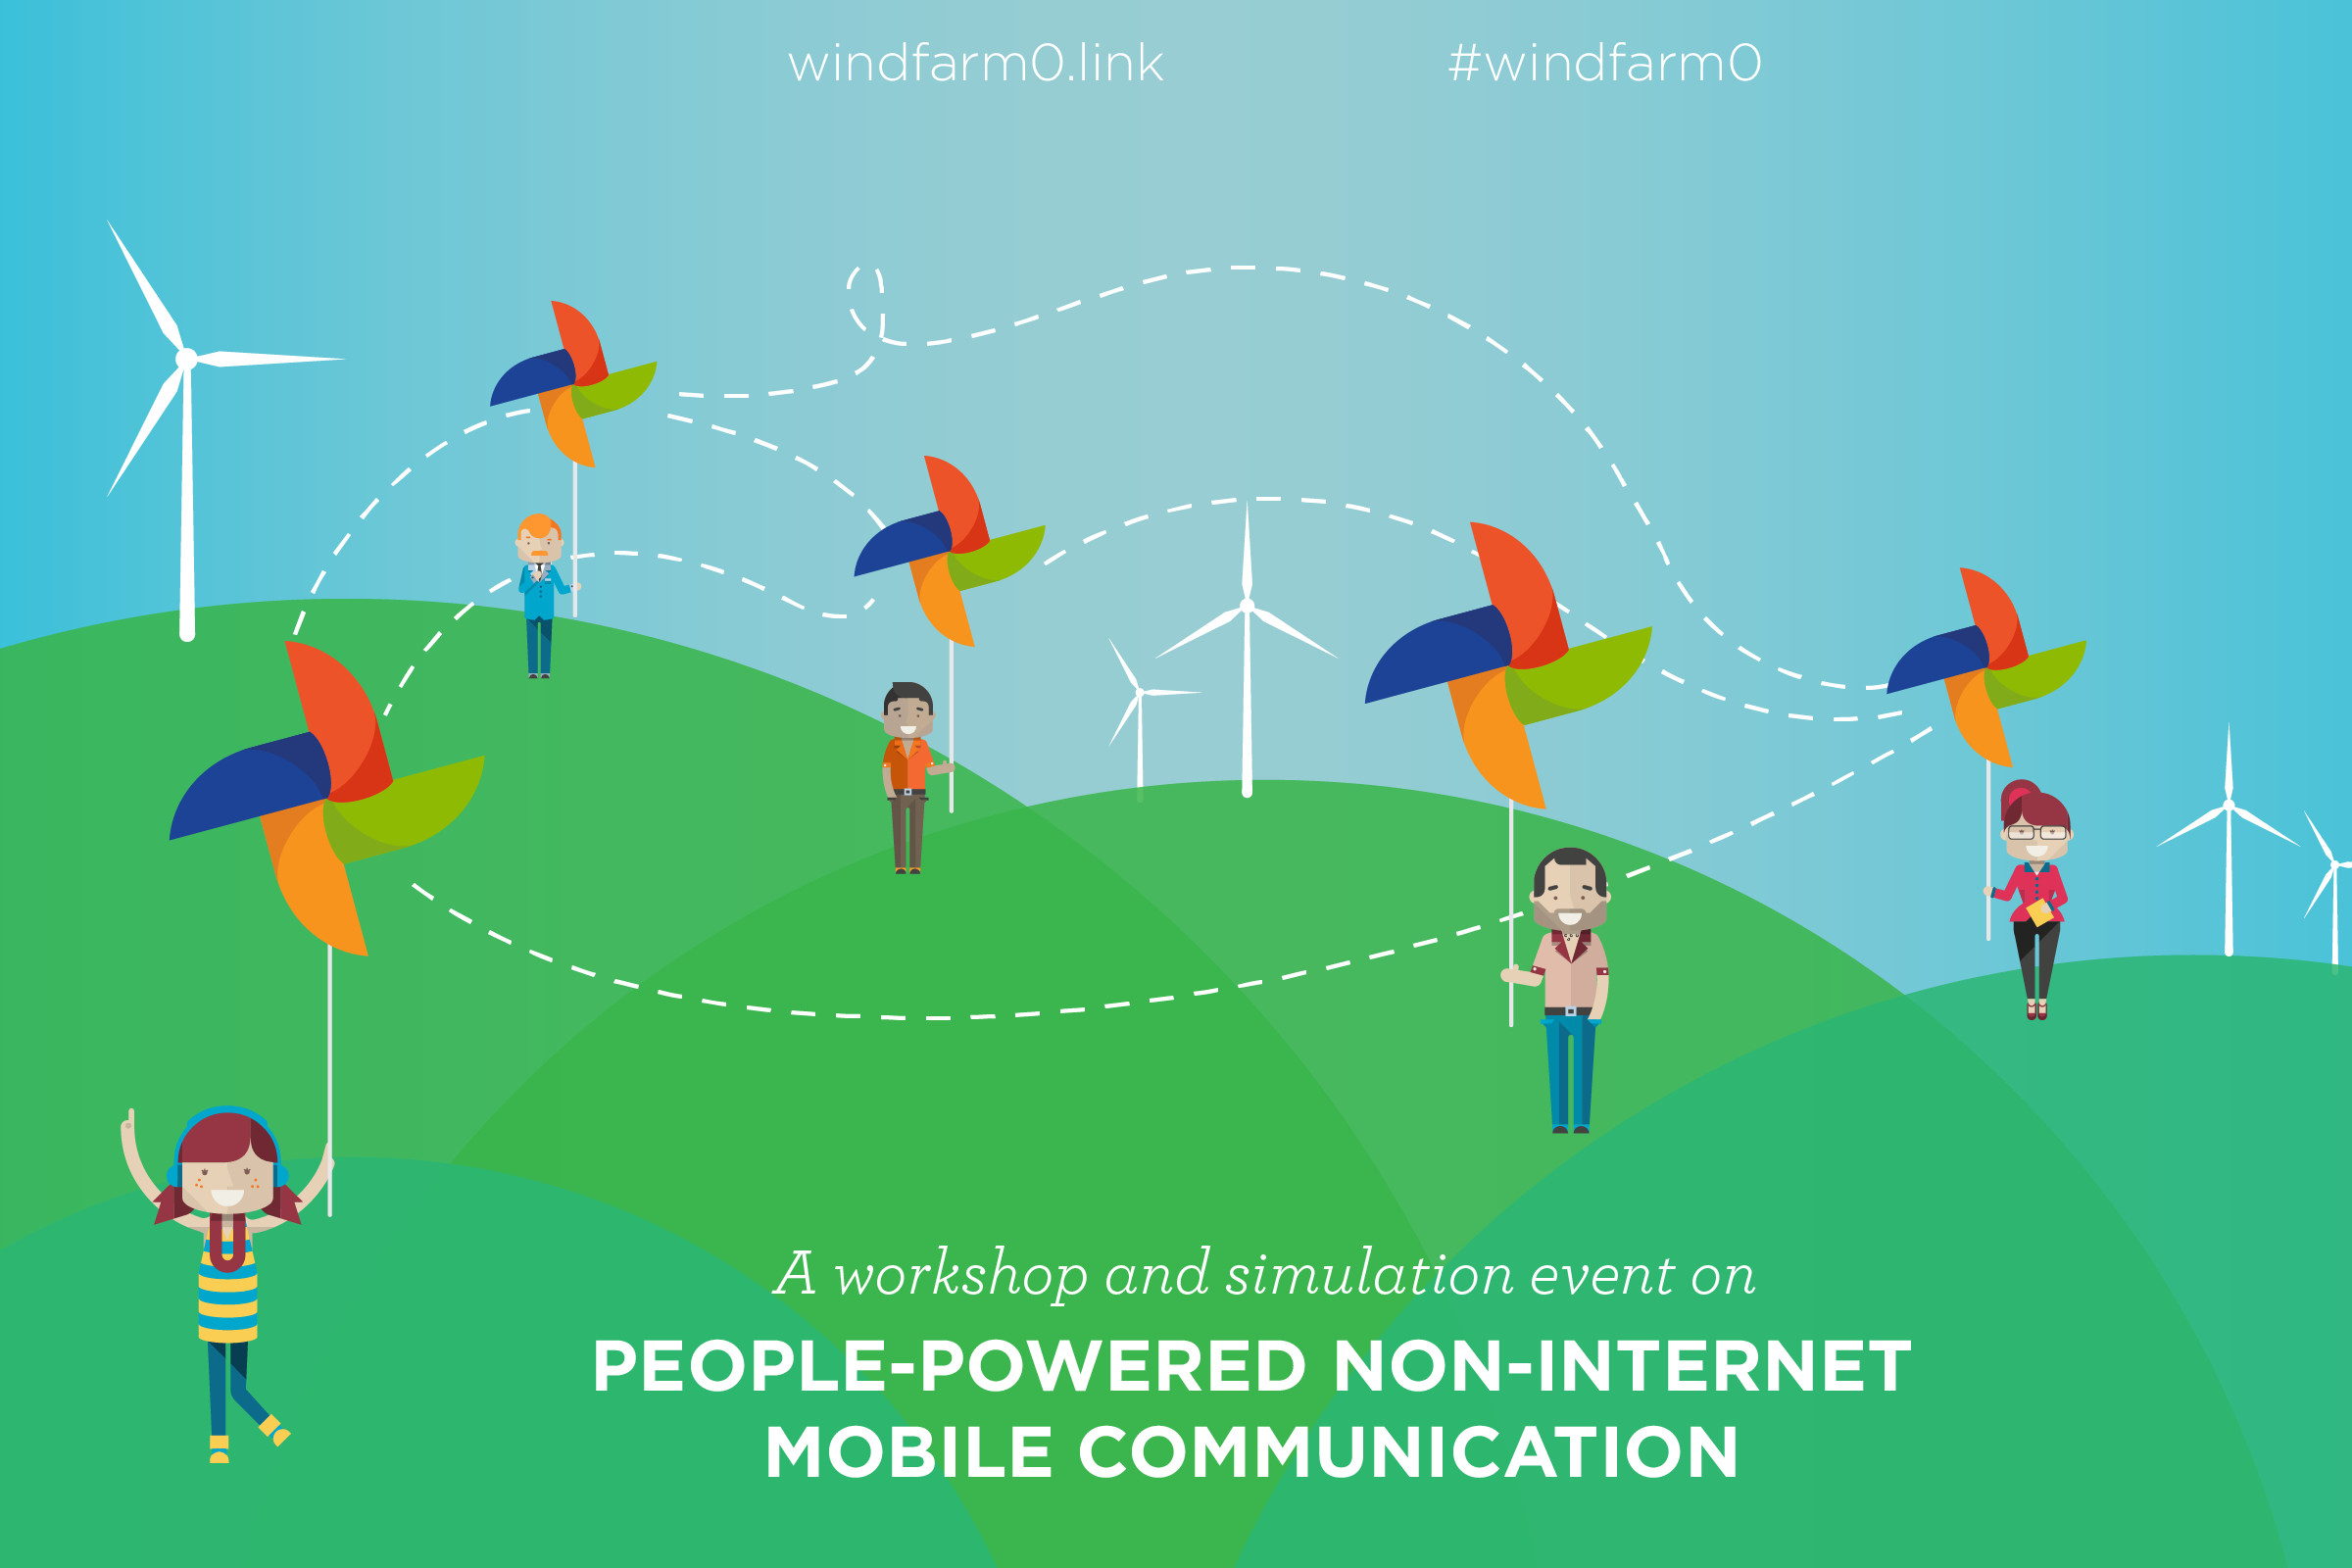 windfarm0.link #windfarm0
A workshop and simulation event on
PEOPLE-POWERED NON-INTERNET
MOBILE COMMUNICATION